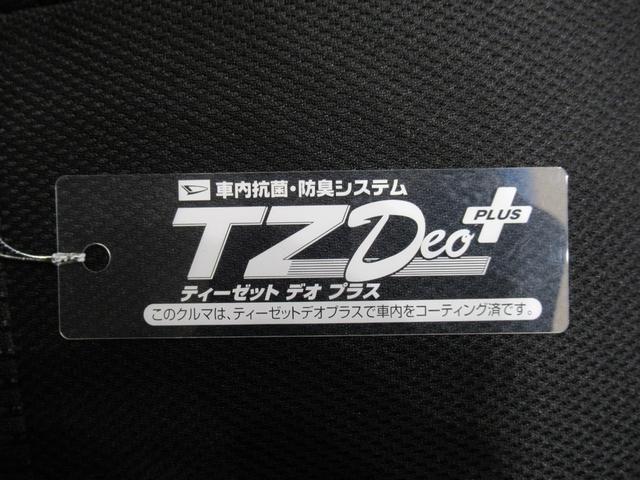 車内抗菌・防臭システム
TZDeo PLUS
ティーゼット デオ プラス
このクルマは、ティーゼットデオプラスで車内をコーティング済です。